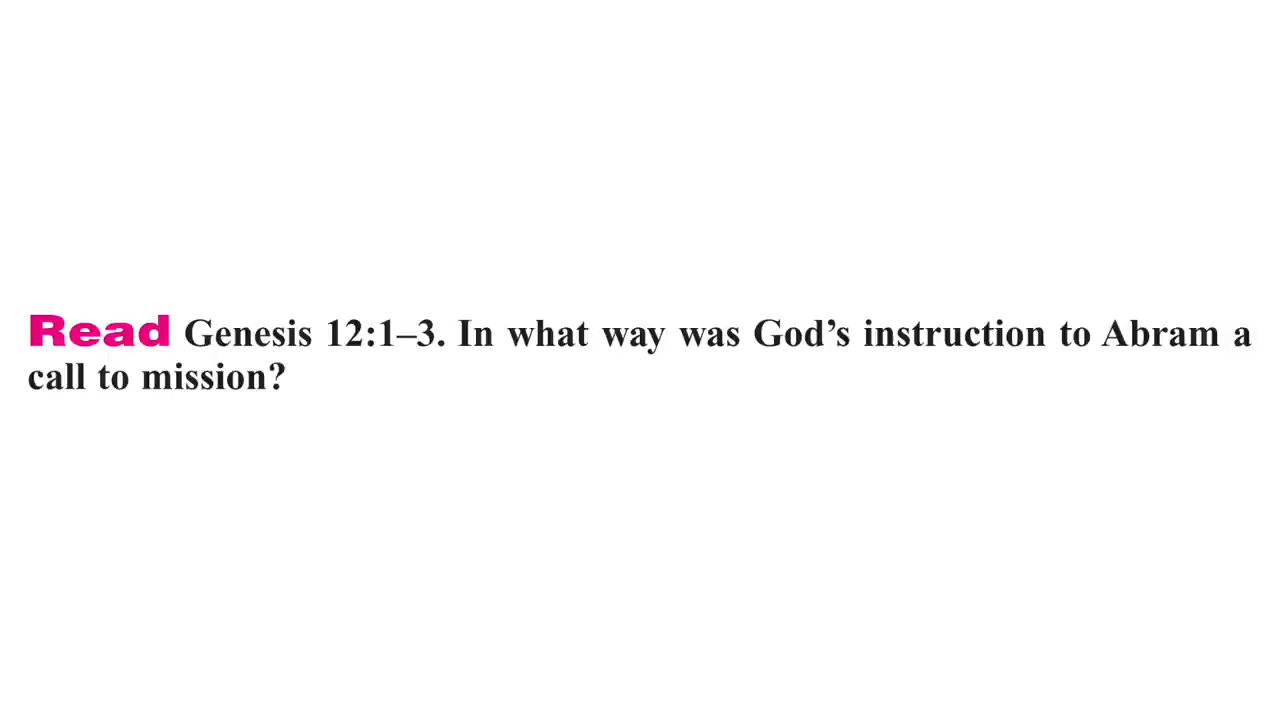 Read Genesis 12:1–3. In what way was God’s instruction to Abram a
call to mission?